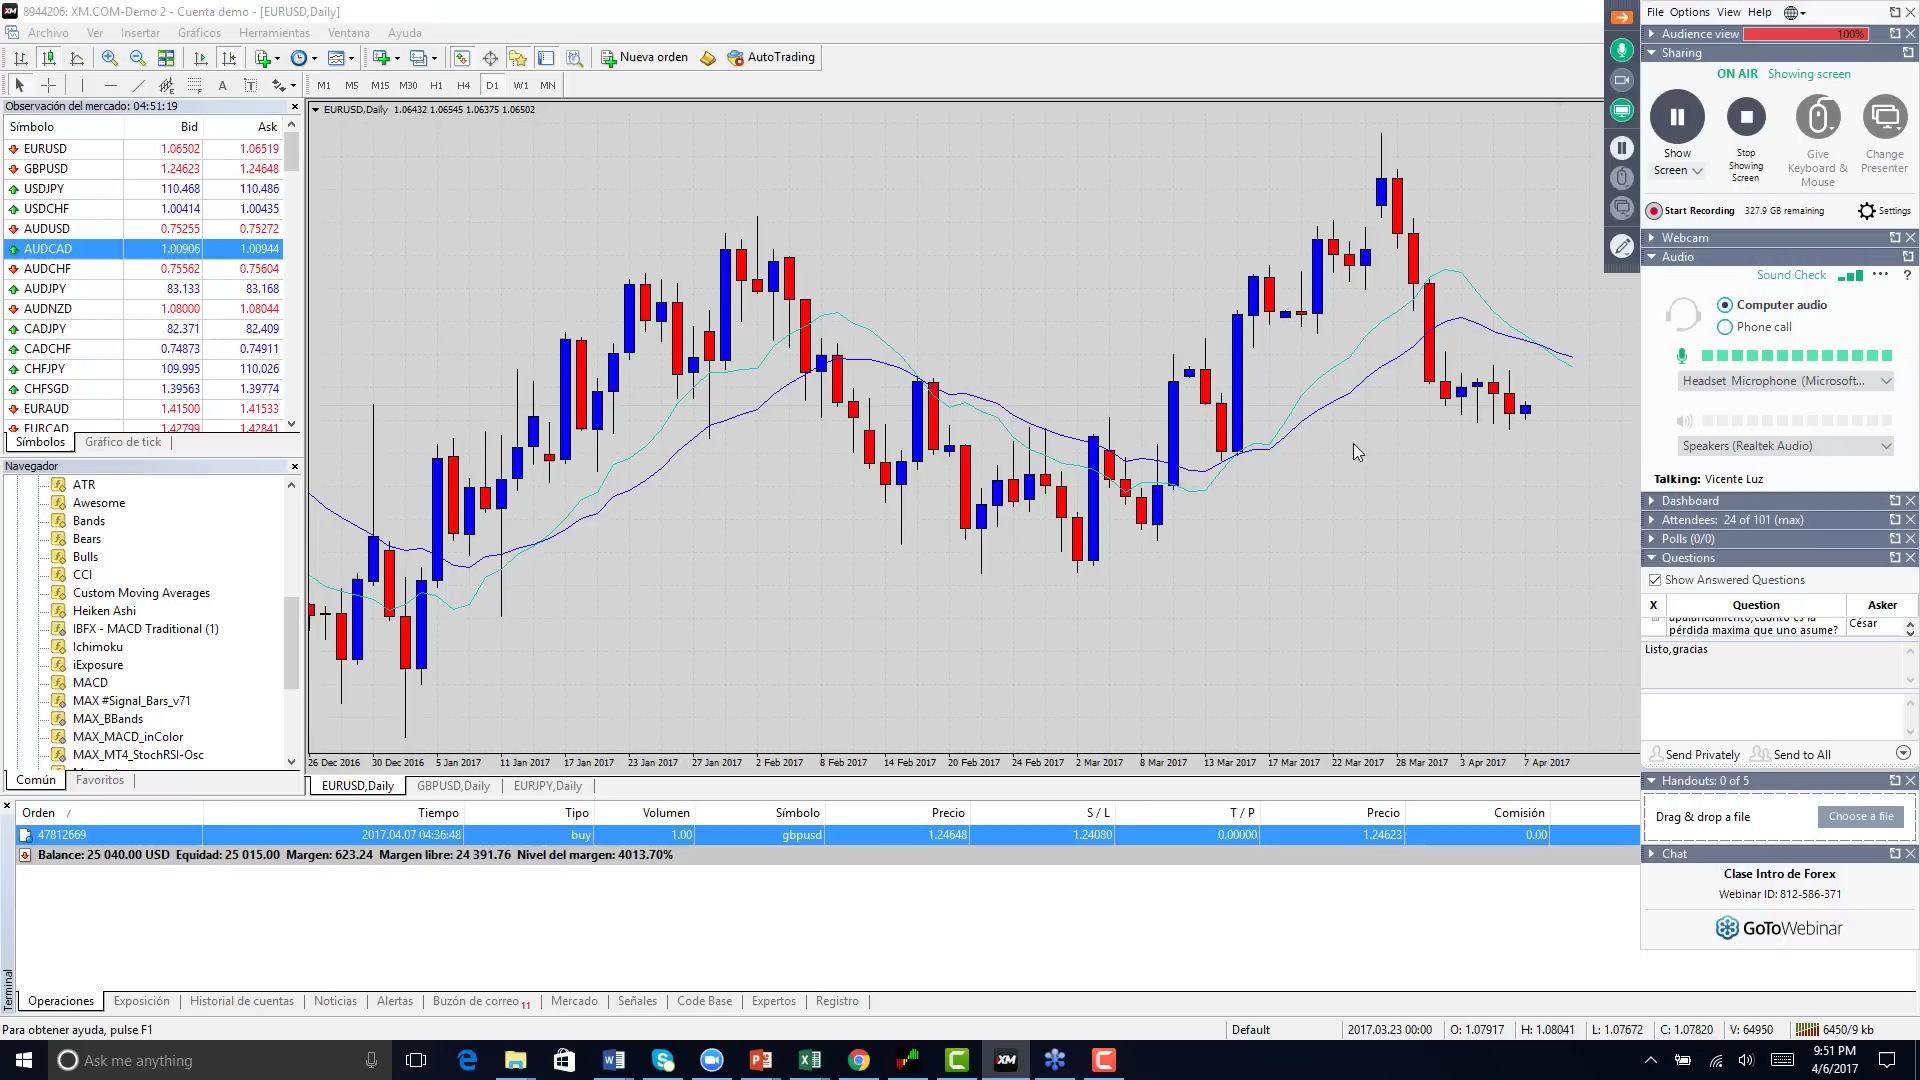 8944206: XM.COM-Demo 2 - Cuenta demo - [EURUSD,Daily]
Archivo Ver Insertar Gráficos Herramientas Ventana Ayuda
Nueva orden AutoTrading
A T M1 M5 M15 M30 H1 H4 D1 W1 MN
Observación del mercado: 04:51:19
Símbolo Bid Ask
EURUSD 1.06502 1.06519
GBPUSD 1.24623 1.24648
USDJPY 110.468 110.486
USDCHF 1.00414 1.00435
AUDUSD 0.75255 0.75272
AUDCAD 1.00906 1.00944
AUDCHF 0.75562 0.75604
AUDJPY 83.133 83.168
AUDNZD 1.08000 1.08044
CADJPY 82.371 82.409
CADCHF 0.74873 0.74911
CHFJPY 109.995 110.026
CHFSGD 1.39563 1.39774
EURAUD 1.41500 1.41533
EURCAD 1.42799 1.42841
Símbolos Gráfico de tick
Navegador
ATR
Awesome
Bands
Bears
Bulls
CCI
Custom Moving Averages
Heiken Ashi
IBFX - MACD Traditional (1)
Ichimoku
iExposure
MACD
MAX #Signal_Bars_v71
MAX_BBands
MAX_MACD_inColor
MAX_MT4_StochRSI-Osc
Común Favoritos
EURUSD,Daily 1.06432 1.06545 1.06375 1.06502
26 Dec 2016 30 Dec 2016 5 Jan 2017 11 Jan 2017 17 Jan 2017 23 Jan 2017 27 Jan 2017 2 Feb 2017 8 Feb 2017 14 Feb 2017 20 Feb 2017 24 Feb 2017 2 Mar 2017 8 Mar 2017 13 Mar 2017 17 Mar 2017 22 Mar 2017 28 Mar 2017 3 Apr 2017 7 Apr 2017
EURUSD,Daily GBPUSD,Daily EURJPY,Daily
Orden / Tiempo Tipo Volumen Símbolo Precio S / L T / P Precio Comisión
47812669 2017.04.07 04:36:48 buy 1.00 gbpusd 1.24648 1.24080 0.00000 1.24623 0.00
Balance: 25 040.00 USD Equidad: 25 015.00 Margen: 623.24 Margen libre: 24 391.76 Nivel del margen: 4013.70%
Terminal
Operaciones Exposición Historial de cuentas Noticias Alertas Buzón de correo 11 Mercado Señales Code Base Expertos Registro
Para obtener ayuda, pulse F1
Default 2017.03.23 00:00 O: 1.07917 H: 1.08041 L: 1.07672 C: 1.07820 V: 64950 6450/9 kb
Ask me anything
9:51 PM
4/6/2017
File Options View Help
Audience view 100%
Sharing
ON AIR Showing screen
Show
Screen
Stop
Showing
Screen
Give
Keyboard &
Mouse
Change
Presenter
Start Recording 327.9 GB remaining Settings
Webcam
Audio
Sound Check ?
Computer audio
Phone call
Headset Microphone (Microsoft...
Speakers (Realtek Audio)
Talking: Vicente Luz
Dashboard
Attendees: 24 of 101 (max)
Polls (0/0)
Questions
Show Answered Questions
X Question Asker
pérdida maxima que uno asume? César
Listo,gracias
Send Privately Send to All
Handouts: 0 of 5
Drag & drop a file Choose a file
Chat
Clase Intro de Forex
Webinar ID: 812-586-371
GoToWebinar